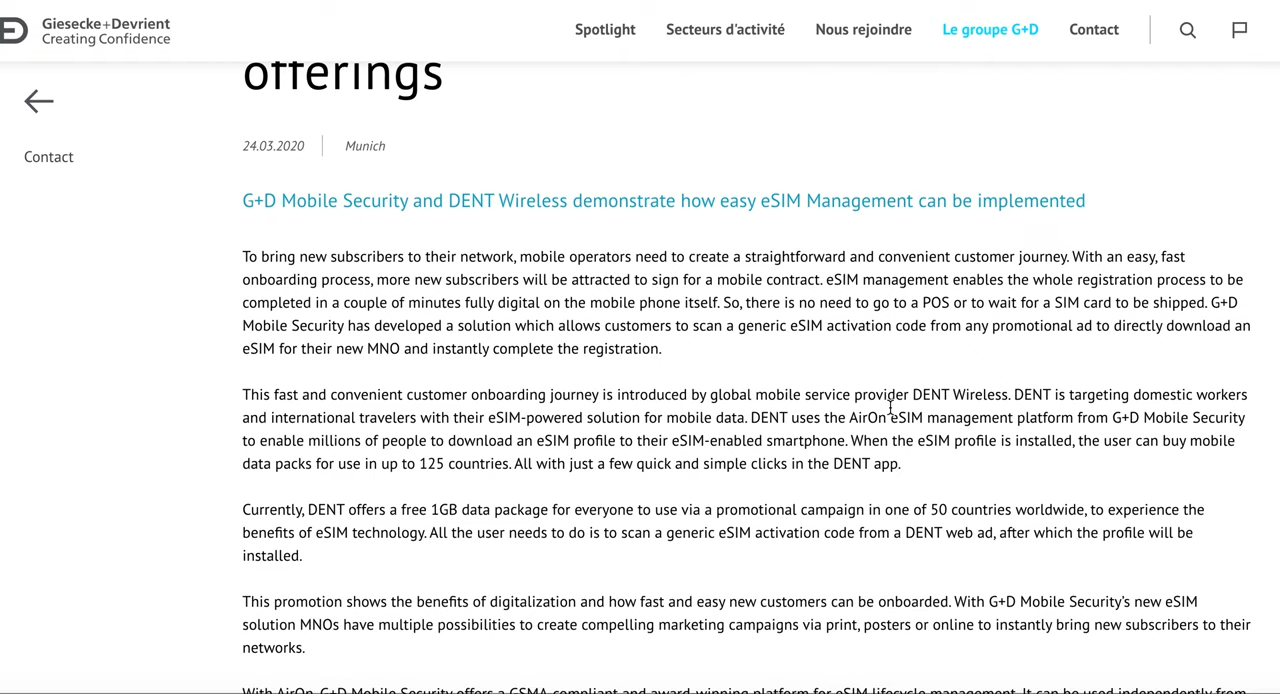 Giesecke+Devrient
Creating Confidence
Spotlight
Secteurs d'activité
Nous rejoindre
Le groupe G+D
Contact
offerings
Contact
24.03.2020
Munich
G+D Mobile Security and DENT Wireless demonstrate how easy eSIM Management can be implemented
To bring new subscribers to their network, mobile operators need to create a straightforward and convenient customer journey. With an easy, fast
onboarding process, more new subscribers will be attracted to sign for a mobile contract. eSIM management enables the whole registration process to be
completed in a couple of minutes fully digital on the mobile phone itself. So, there is no need to go to a POS or to wait for a SIM card to be shipped. G+D
Mobile Security has developed a solution which allows customers to scan a generic eSIM activation code from any promotional ad to directly download an
eSIM for their new MNO and instantly complete the registration.
This fast and convenient customer onboarding journey is introduced by global mobile service provider DENT Wireless. DENT is targeting domestic workers
and international travelers with their eSIM-powered solution for mobile data. DENT uses the AirOn eSIM management platform from G+D Mobile Security
to enable millions of people to download an eSIM profile to their eSIM-enabled smartphone. When the eSIM profile is installed, the user can buy mobile
data packs for use in up to 125 countries. All with just a few quick and simple clicks in the DENT app.
Currently, DENT offers a free 1GB data package for everyone to use via a promotional campaign in one of 50 countries worldwide, to experience the
benefits of eSIM technology. All the user needs to do is to scan a generic eSIM activation code from a DENT web ad, after which the profile will be
installed.
This promotion shows the benefits of digitalization and how fast and easy new customers can be onboarded. With G+D Mobile Security's new eSIM
solution MNOs have multiple possibilities to create compelling marketing campaigns via print, posters or online to instantly bring new subscribers to their
networks.
With AirOn, G+D Mobile Security offers a GSMA-compliant and award-winning platform for eSIM lifecycle management. It can be used independently from